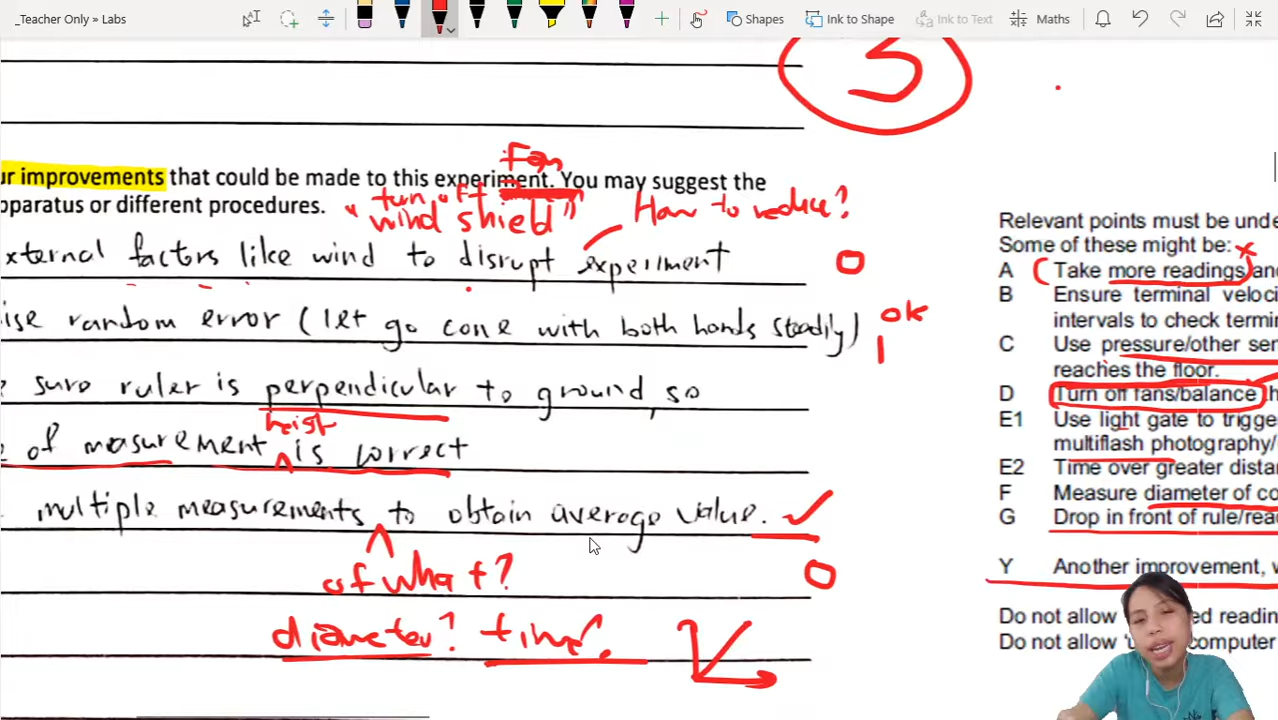 _Teacher Only » Labs
Shapes
Ink to Shape
Ink to Text
Maths
3
Fan
ur improvements that could be made to this experiment. You may suggest the
apparatus or different procedures.
turn off
"wind shield"
How to reduce?
xternal factors like wind to disrupt experiment
0
ise random error (let go cone with both hands steadily)
ok
1
e sure ruler is perpendicular to ground, so
heigt
e of measurement is correct
multiple measurements to obtain average value.
of what?
0
diameter? time?
Relevant points must be unde
Some of these might be: x
A (Take more readings) and
B Ensure terminal veloci
intervals to check termi
C Use pressure/other sen
reaches the floor.
D Turn off fans/balance th
E1 Use light gate to trigge
multiflash photography/
E2 Time over greater distan
F Measure diameter of co
G Drop in front of rule/rea
Y Another improvement, w
Do not allow ed readin
Do not allow 'u computer